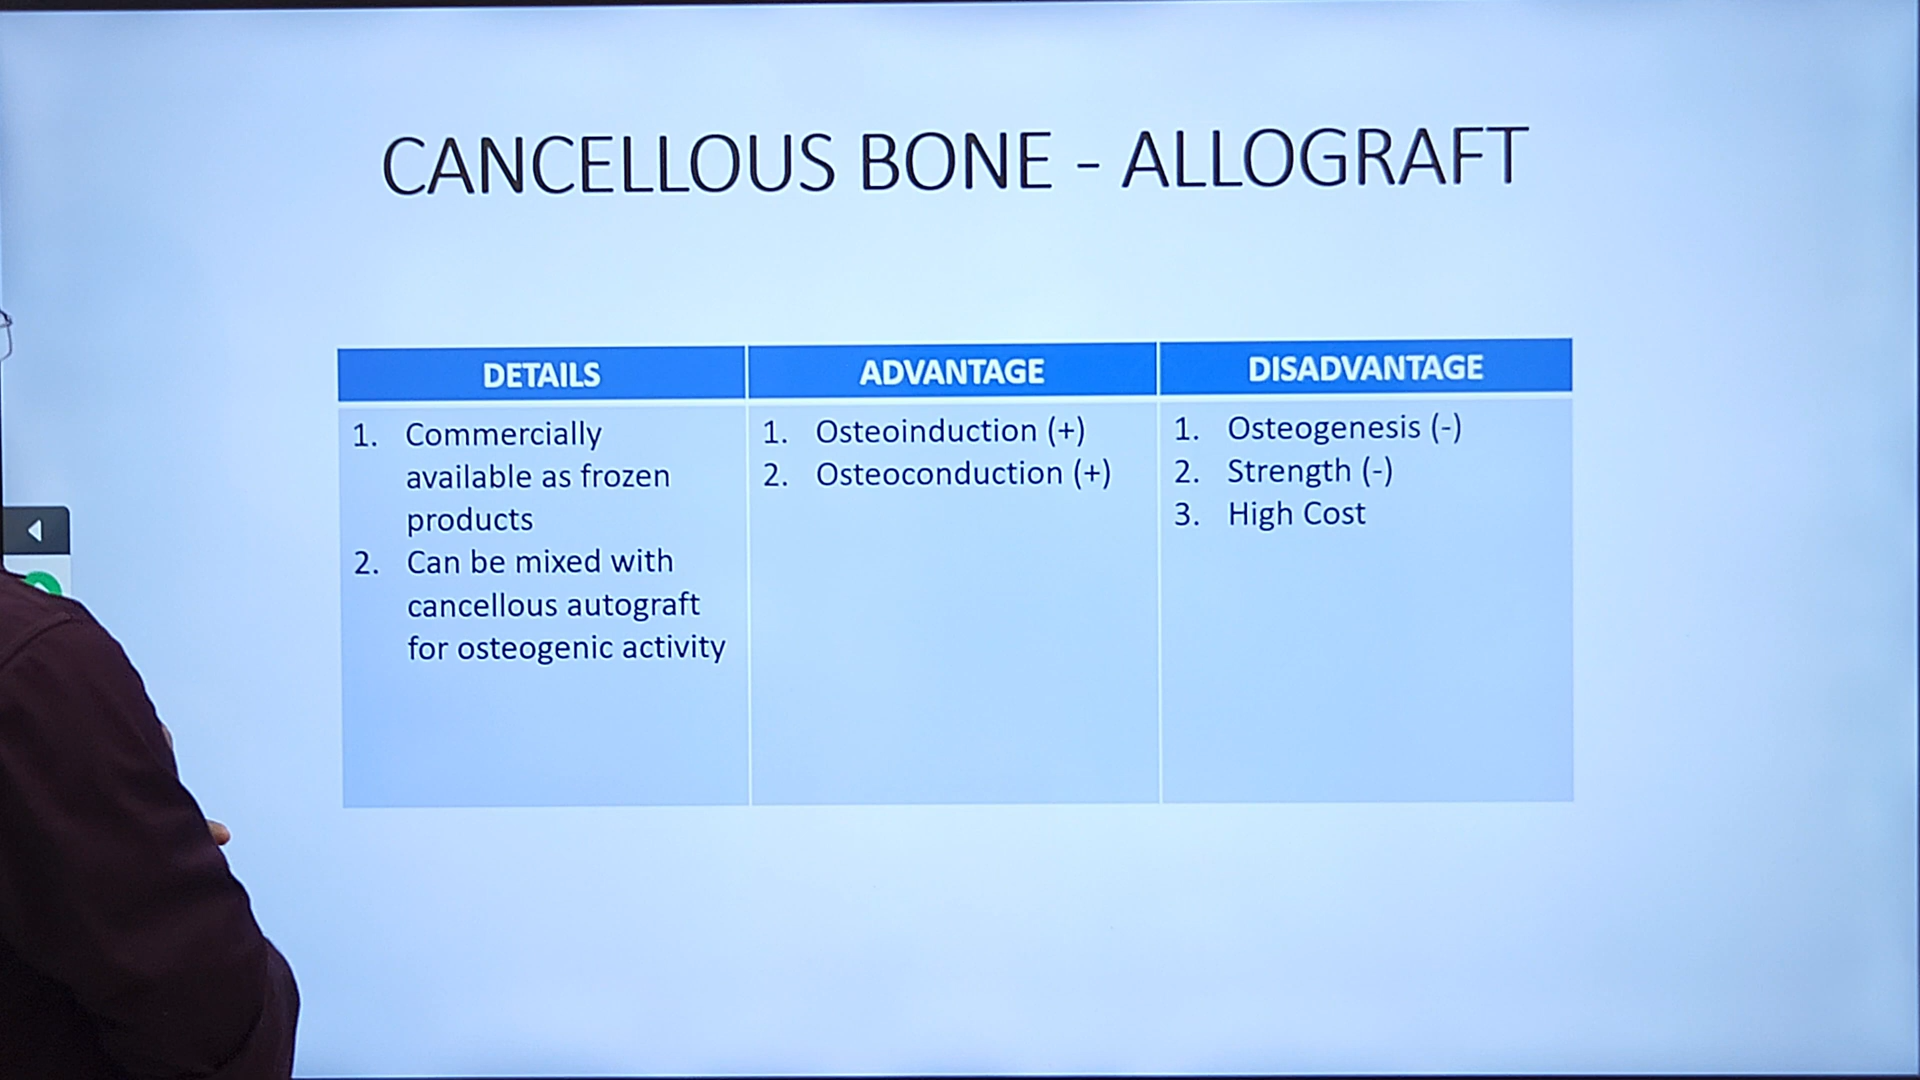 CANCELLOUS BONE - ALLOGRAFT
DETAILS
1. Commercially
available as frozen
products
2. Can be mixed with
cancellous autograft
for osteogenic activity
ADVANTAGE
1. Osteoinduction (+)
2. Osteoconduction (+)
DISADVANTAGE
1. Osteogenesis (-)
2. Strength (-)
3. High Cost